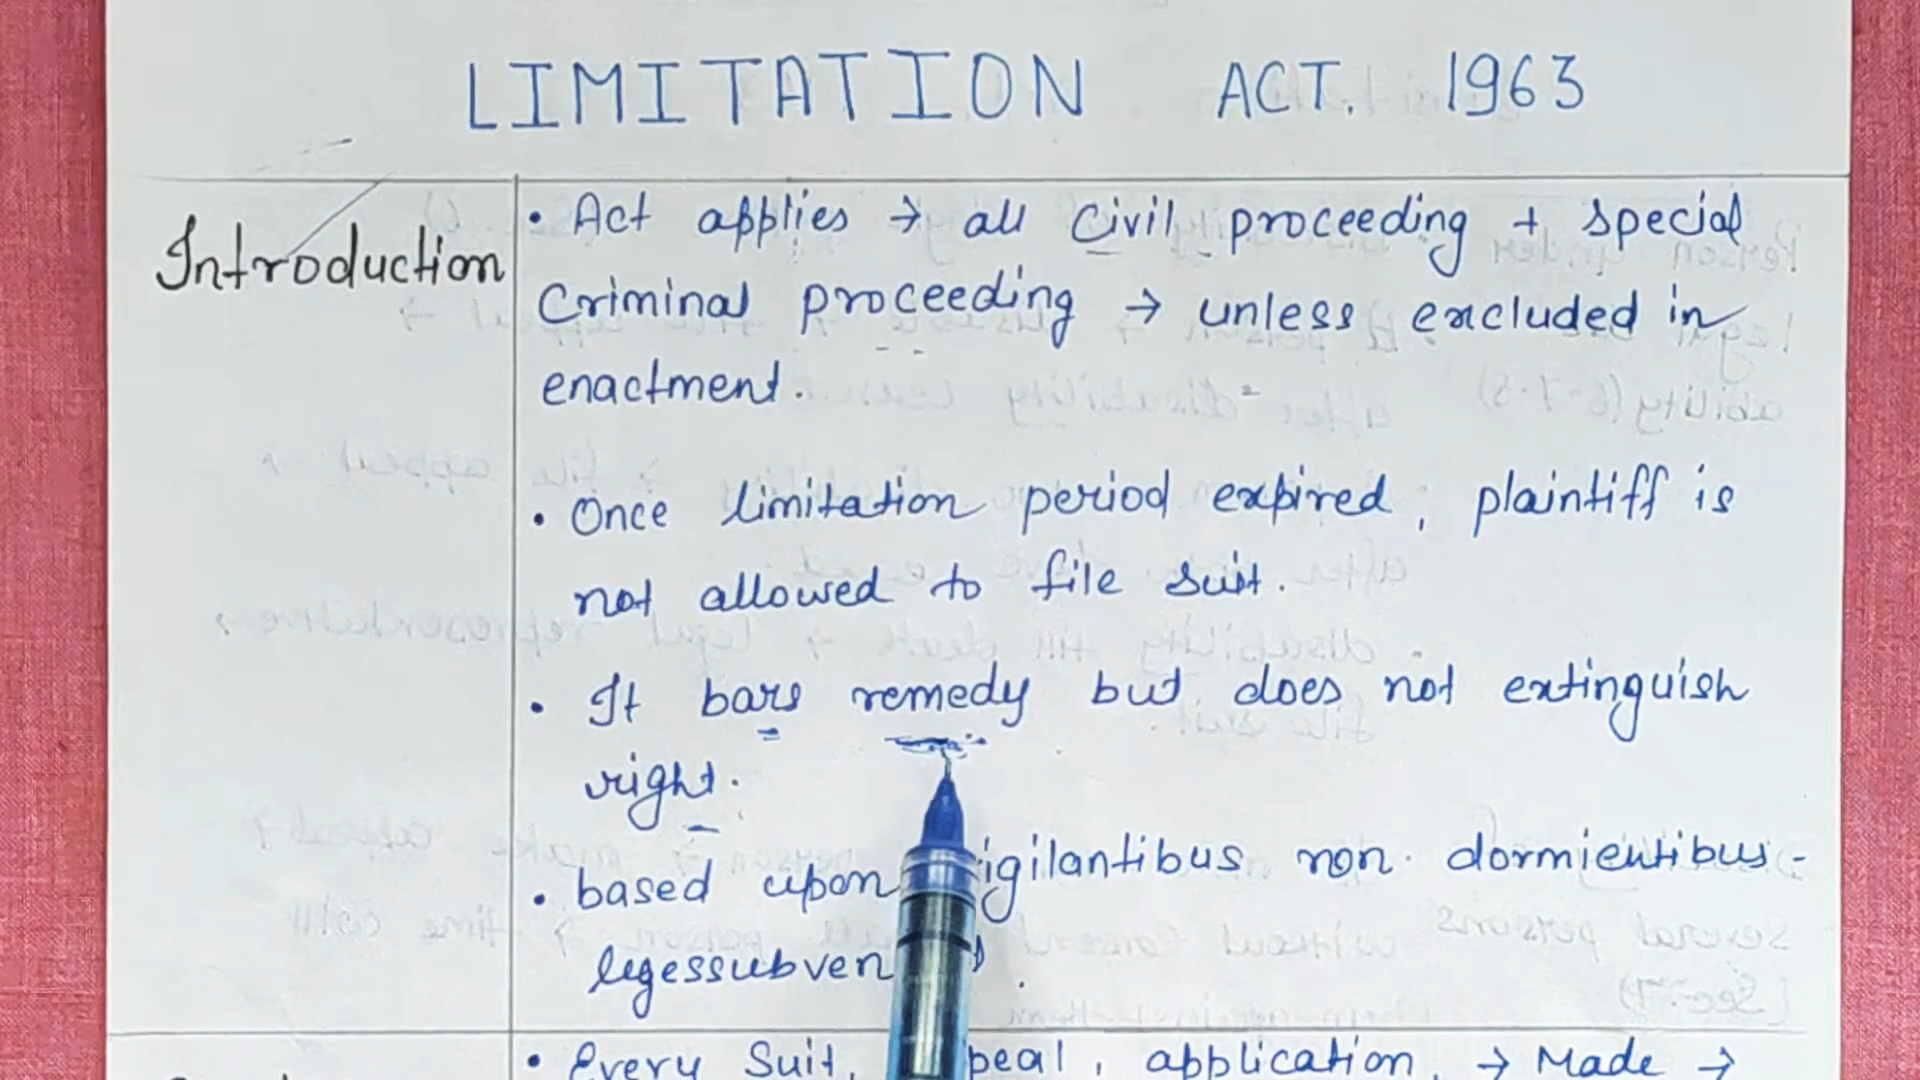 LIMITATION ACT. 1963
Introduction
• Act applies → all Civil proceeding + special
Criminal proceeding → unless excluded in
enactment.
• Once limitation period expired, plaintiff is
not allowed to file suit.
• It bars remedy but does not extinguish
right.
• based upon igilantibus non dormientibus -
legessubven
• Every Suit, peal, application, → Made →